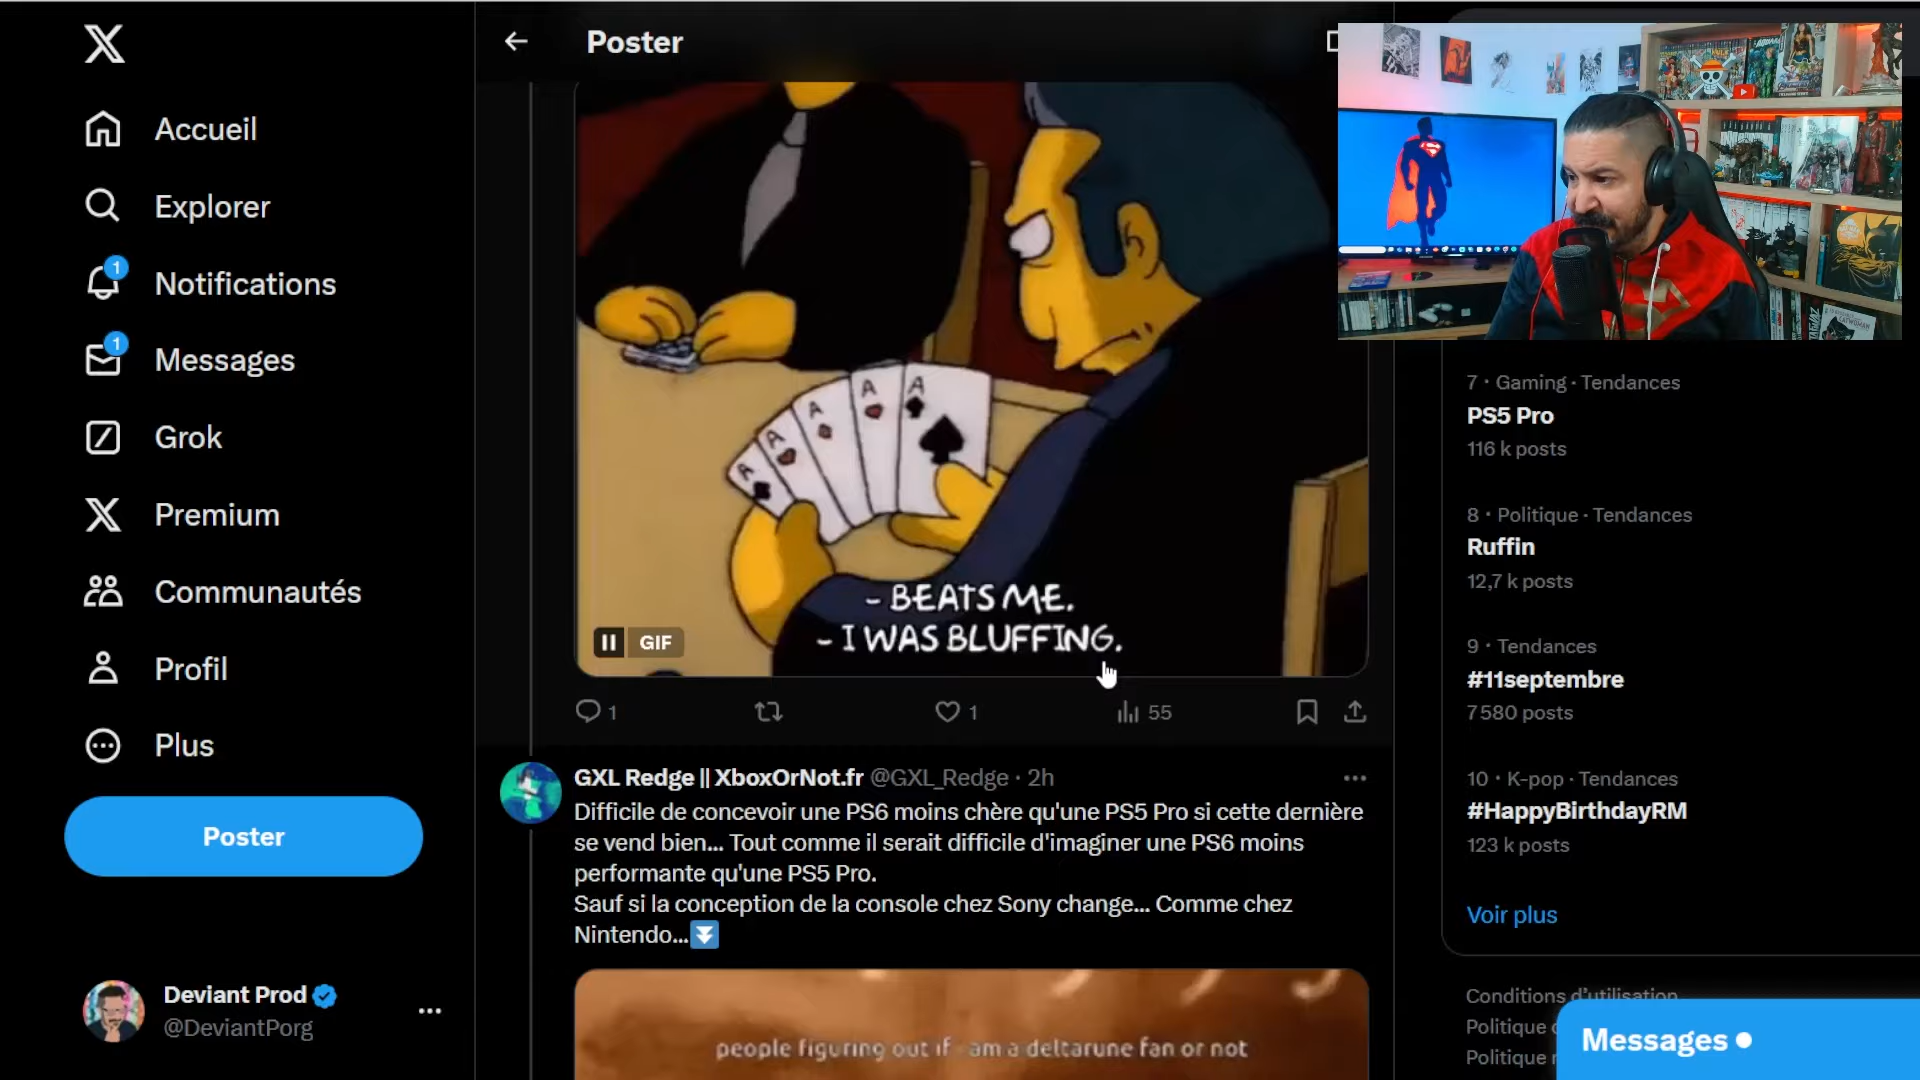 Poster
Accueil
Explorer
1
Notifications
1
Messages
Grok
Premium
Communautés
Profil
Plus
Poster
Deviant Prod
@DeviantPorg
A A A A A
- BEATS ME.
- I WAS BLUFFING.
GIF
1
1
55
GXL Redge || XboxOrNot.fr @GXL_Redge · 2h
Difficile de concevoir une PS6 moins chère qu'une PS5 Pro si cette dernière
se vend bien... Tout comme il serait difficile d'imaginer une PS6 moins
performante qu'une PS5 Pro.
Sauf si la conception de la console chez Sony change... Comme chez
Nintendo...
people figuring out if i am a deltarune fan or not
7 · Gaming · Tendances
PS5 Pro
116 k posts
8 · Politique · Tendances
Ruffin
12,7 k posts
9 · Tendances
#11septembre
7 580 posts
10 · K-pop · Tendances
#HappyBirthdayRM
123 k posts
Voir plus
Conditions d'utilisation
Politique
Politique
Messages